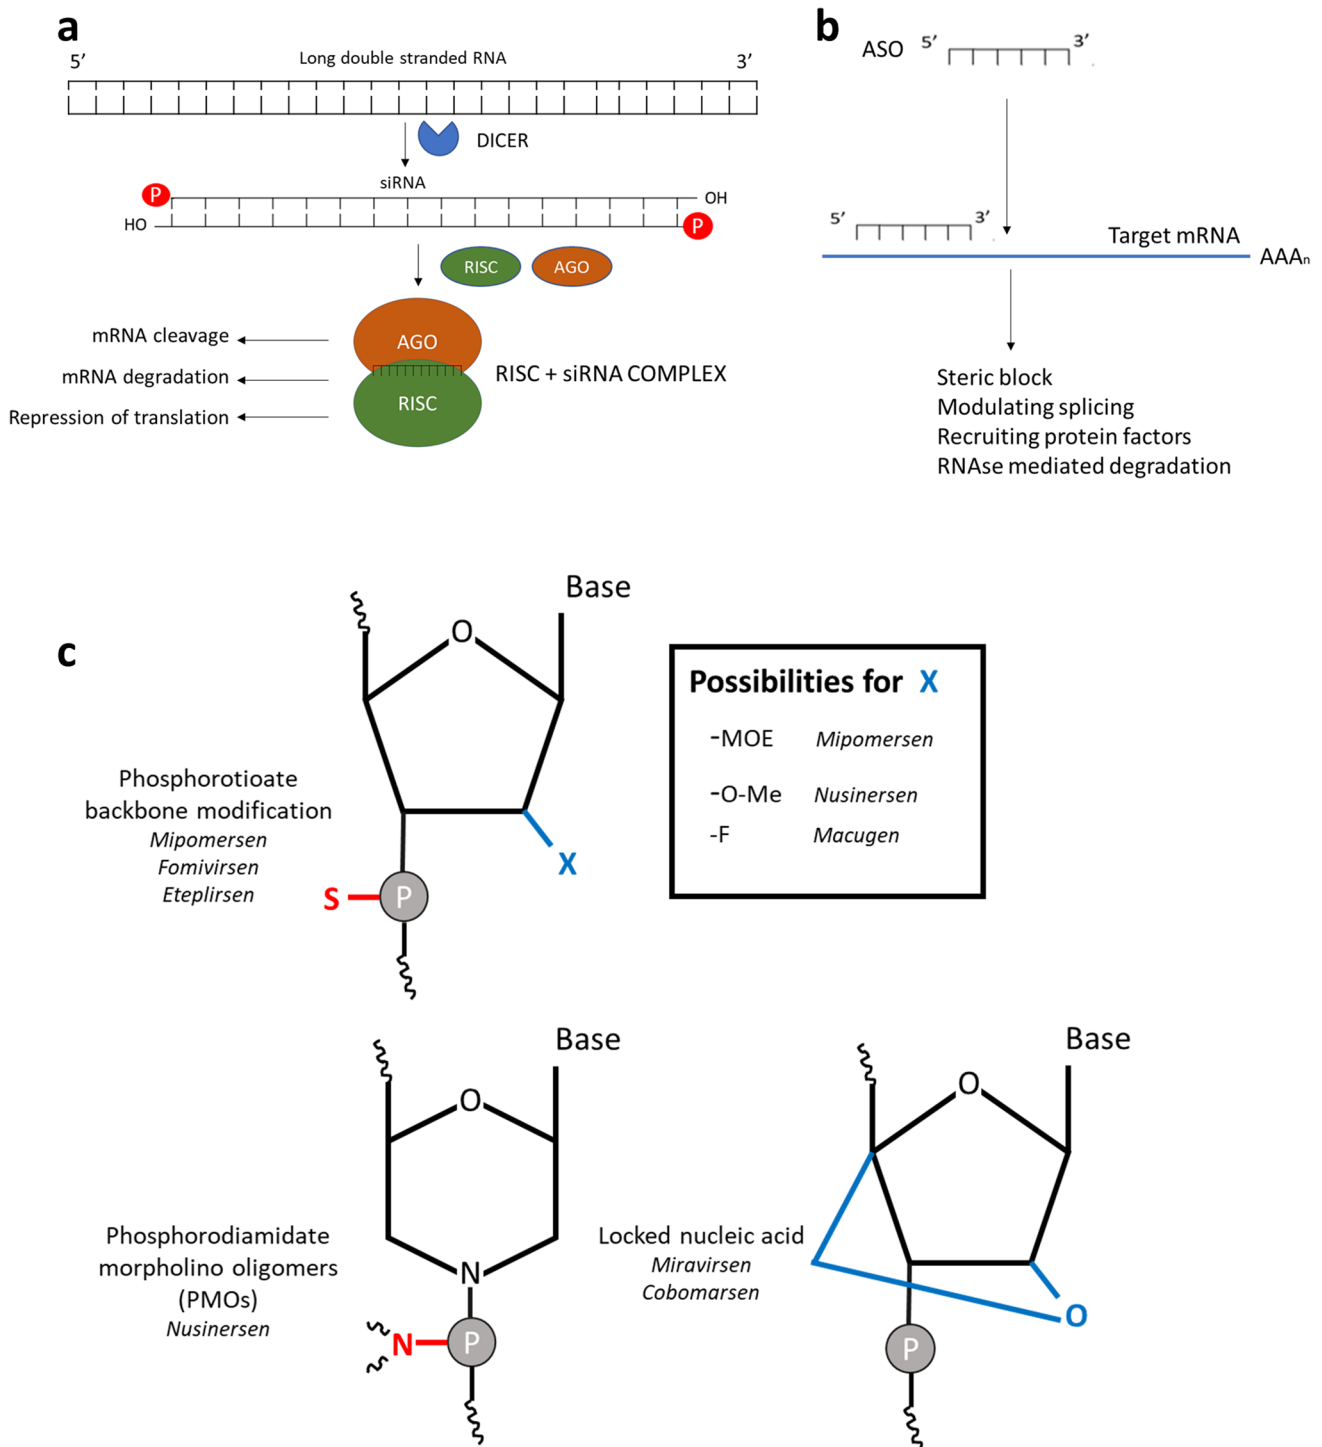 a
5’
Long double stranded RNA
3’
DICER
siRNA
P
OH
HO
P
RISC
AGO
mRNA cleavage
mRNA degradation
Repression of translation
AGO
RISC
RISC + siRNA COMPLEX
b
ASO
5’
3’
5’
3’
Target mRNA
AAAn
Steric block
Modulating splicing
Recruiting protein factors
RNAse mediated degradation
c
Base
O
Phosphorotioate
backbone modification
Mipomersen
Fomivirsen
Eteplirsen
S
P
X
Possibilities for X
-MOE Mipomersen
-O-Me Nusinersen
-F Macugen
Base
O
N
Phosphorodiamidate
morpholino oligomers
(PMOs)
Nusinersen
N
P
Base
O
Locked nucleic acid
Miravirsen
Cobomarsen
O
P